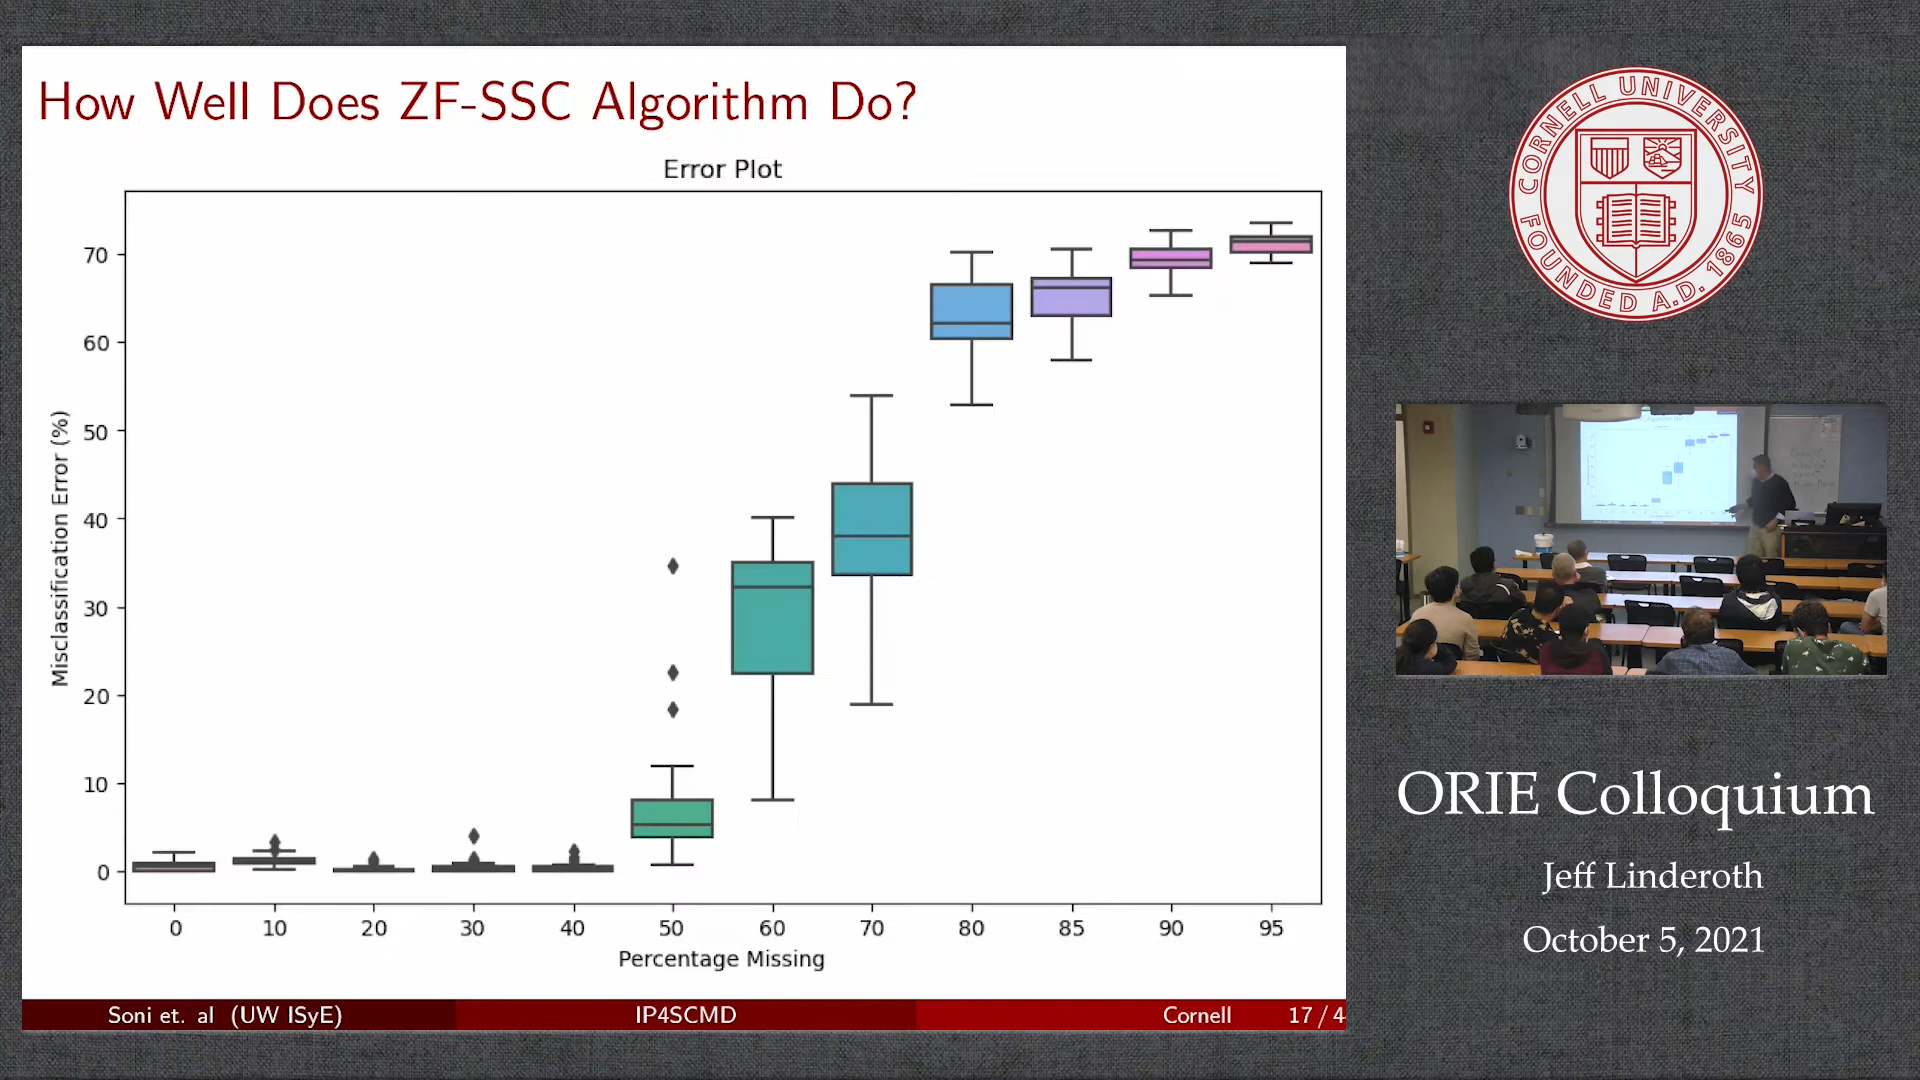 How Well Does ZF-SSC Algorithm Do?
Error Plot
Misclassification Error (%)
70
60
50
40
30
20
10
0
0 10 20 30 40 50 60 70 80 85 90 95
Percentage Missing
Soni et. al (UW ISyE) IP4SCMD Cornell 17 / 4
CORNELL UNIVERSITY
FOUNDED A.D. 1865
ORIE Colloquium
Jeff Linderoth
October 5, 2021